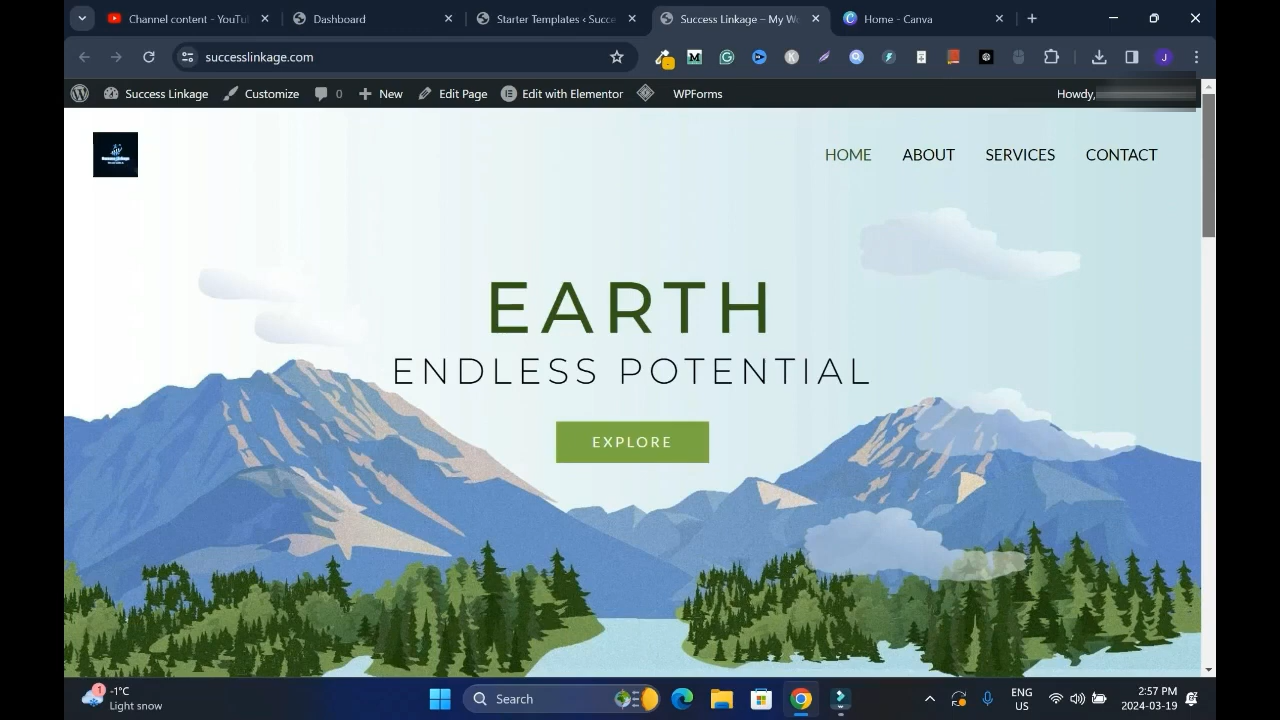 Channel content - YouTu
Dashboard
Starter Templates ‹ Succe
Success Linkage – My Wo
Home - Canva
successlinkage.com
Success Linkage
Customize
0
New
Edit Page
Edit with Elementor
WPForms
Howdy,
HOME
ABOUT
SERVICES
CONTACT
EARTH
ENDLESS POTENTIAL
EXPLORE
1
-1°C
Light snow
Search
ENG
US
2:57 PM
2024-03-19